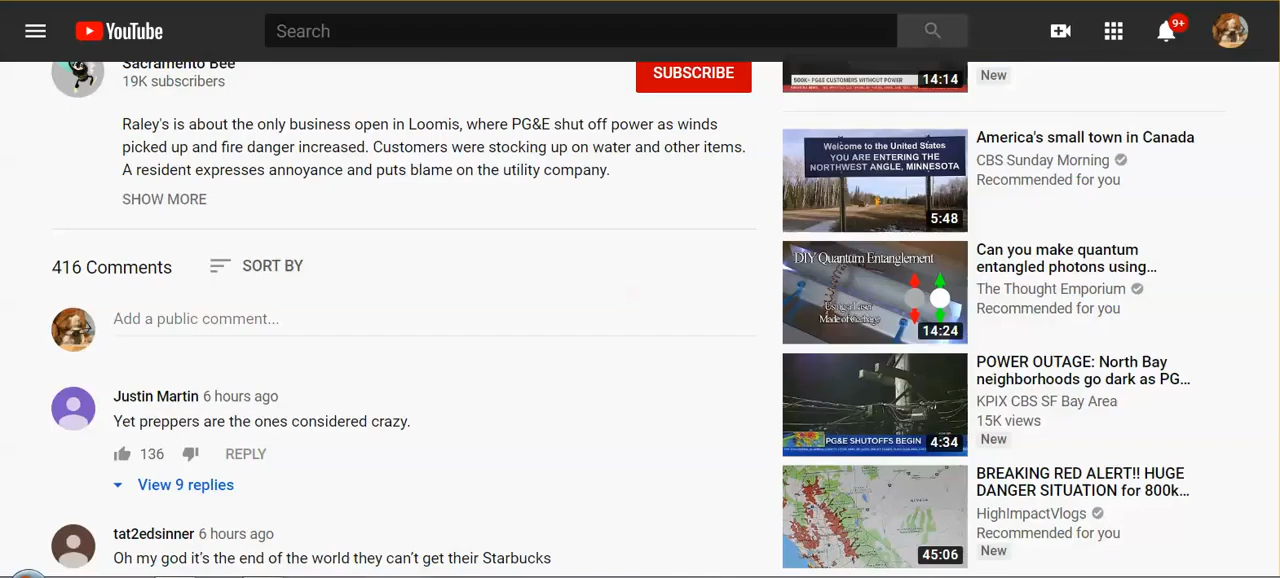 YouTube
Search
9+
Sacramento Bee
19K subscribers
SUBSCRIBE
Raley's is about the only business open in Loomis, where PG&E shut off power as winds
picked up and fire danger increased. Customers were stocking up on water and other items.
A resident expresses annoyance and puts blame on the utility company.
SHOW MORE
416 Comments
SORT BY
Add a public comment...
Justin Martin 6 hours ago
Yet preppers are the ones considered crazy.
136
REPLY
View 9 replies
tat2edsinner 6 hours ago
Oh my god it's the end of the world they can't get their Starbucks
500K+ PG&E CUSTOMERS WITHOUT POWER
14:14
New
Welcome to the United States
YOU ARE ENTERING THE
NORTHWEST ANGLE, MINNESOTA
5:48
America's small town in Canada
CBS Sunday Morning
Recommended for you
DIY Quantum Entanglement
Using a Laser
Made of
14:24
Can you make quantum
entangled photons using...
The Thought Emporium
Recommended for you
PG&E SHUTOFFS BEGIN
4:34
POWER OUTAGE: North Bay
neighborhoods go dark as PG...
KPIX CBS SF Bay Area
15K views
New
45:06
BREAKING RED ALERT!! HUGE
DANGER SITUATION for 800k...
HighImpactVlogs
Recommended for you
New